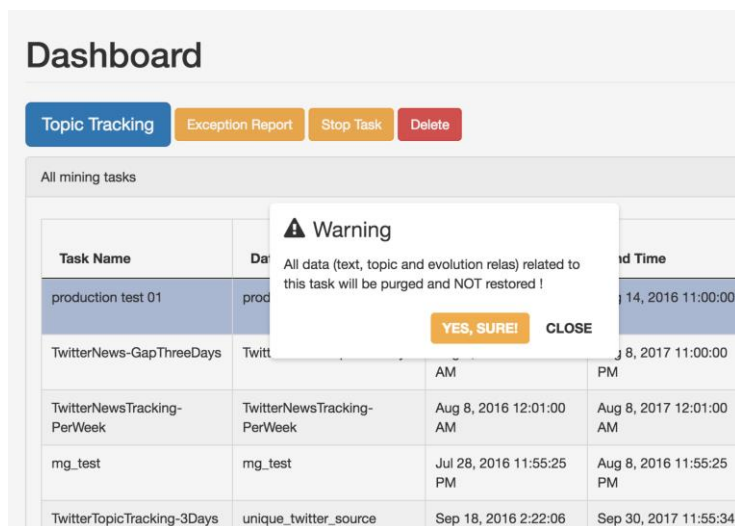 Dashboard
Topic Tracking Exception Report Stop Task Delete
All mining tasks
Warning
All data (text, topic and evolution relas) related to
this task will be purged and NOT restored !
YES, SURE! CLOSE
Task Name Time
production test 01 14, 2016 11:00:00
TwitterNews-GapThreeDays 8, 2017 11:00:00
AM PM
TwitterNewsTracking- TwitterNewsTracking- Aug 8, 2016 12:01:00 Aug 8, 2017 12:01:00
PerWeek PerWeek AM AM
mg_test mg_test Jul 28, 2016 11:55:25 Aug 8, 2016 11:55:25
PM PM
TwitterTopicTracking-3Days unique_twitter_source Sep 18, 2016 2:22:06 Sep 30, 2017 11:55:34